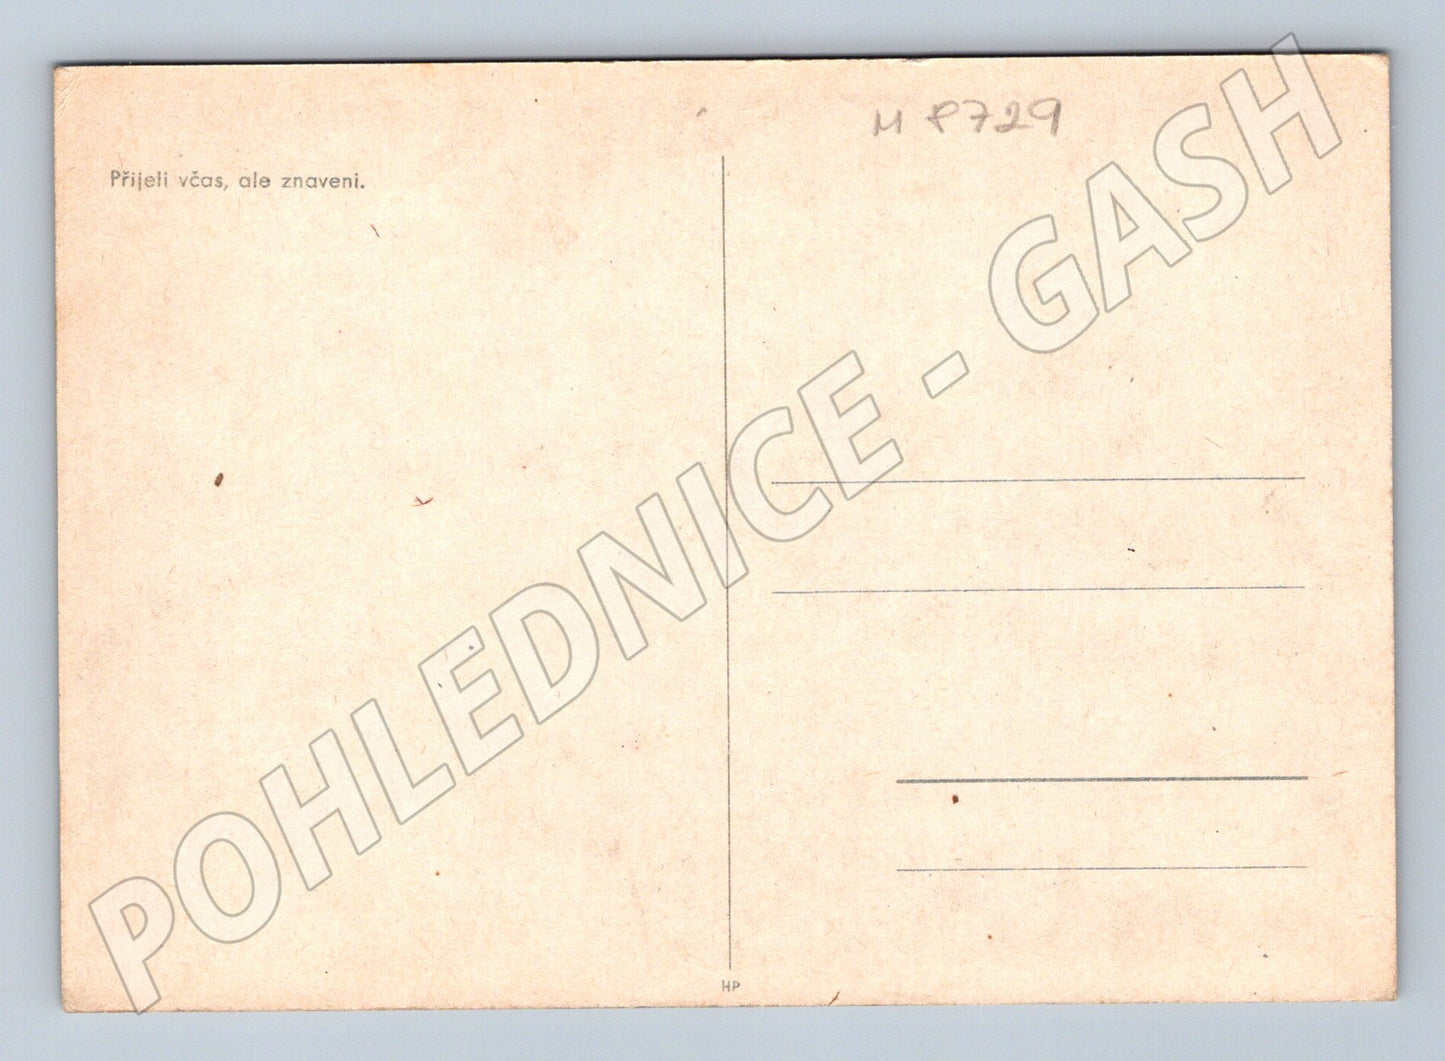 M 8729
Přijeli včas, ale znaveni.
POHLEDNICE - GASH
HP